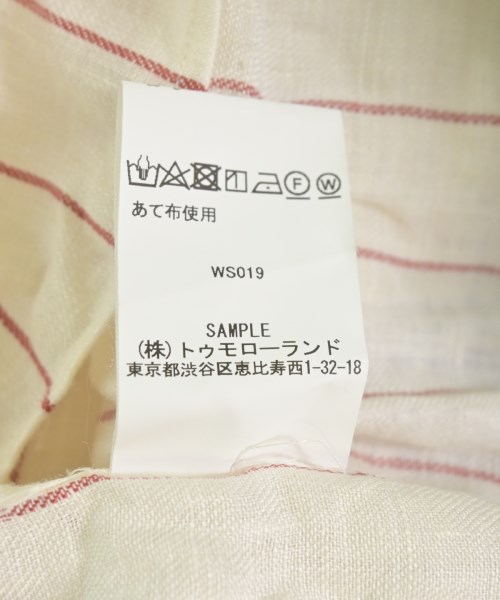 F W
あて布使用
WS019
SAMPLE
(株)トゥモローランド
東京都渋谷区恵比寿西1-32-18